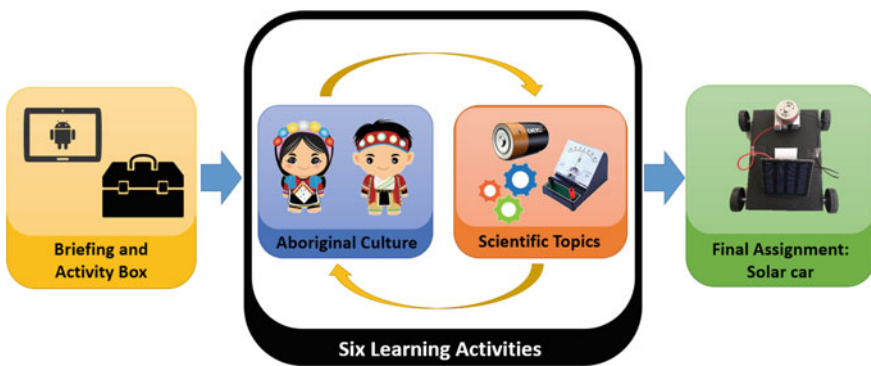 Briefing and
Activity Box
Aboriginal Culture
Scientific Topics
Final Assignment:
Solar car
Six Learning Activities